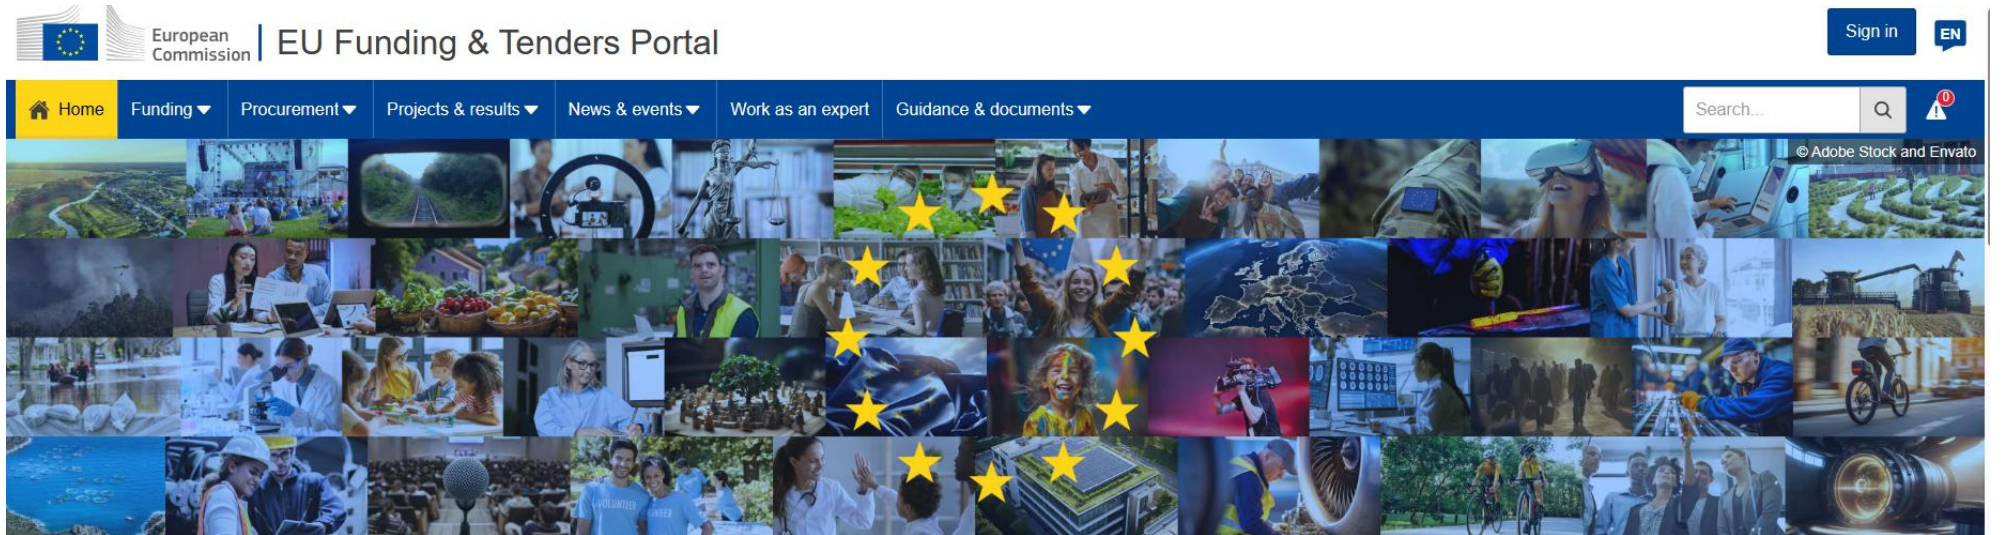 European
Commission
EU Funding & Tenders Portal
Sign in
EN
Home
Funding
Procurement
Projects & results
News & events
Work as an expert
Guidance & documents
Search...
0
© Adobe Stock and Envato
VOLUNTEER